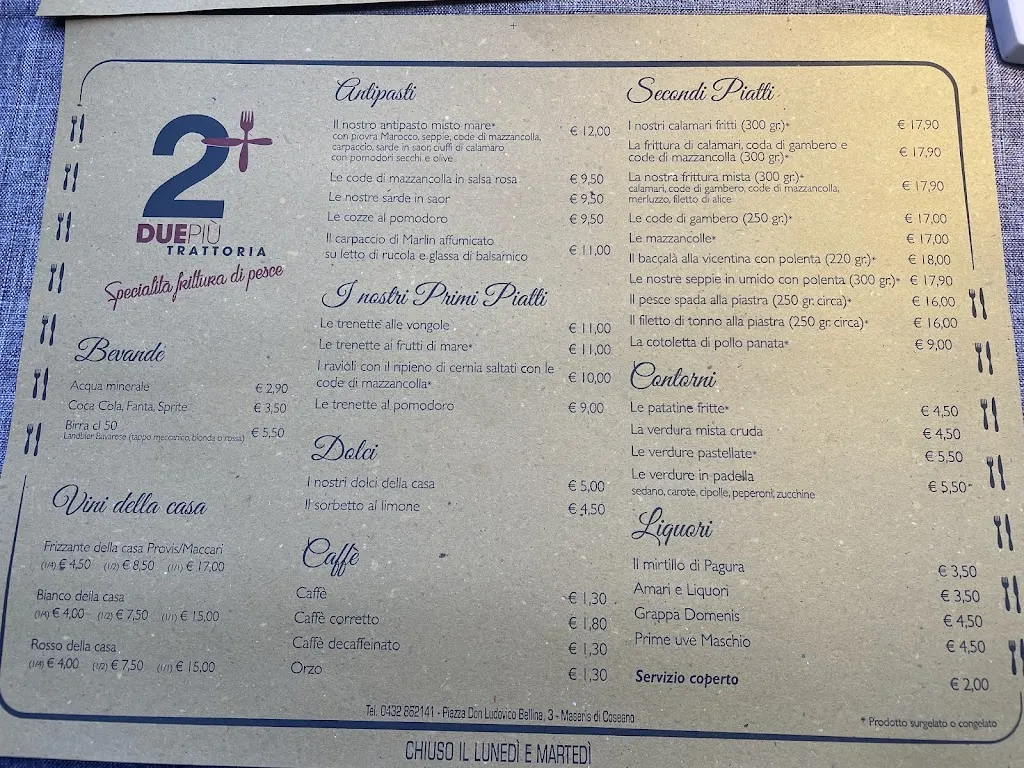 2+
DUEPIÙ
TRATTORIA
Specialità frittura di pesce
Bevande
Acqua minerale € 2,90
Coca Cola, Fanta, Sprite € 3,50
Birra cl 50 € 5,50
Landbier Bavarese (tappo meccanico, bionda o rossa)
Vini della casa
Frizzante della casa Provis/Maccari
(1/4) € 4,50 (1/2) € 8,50 (1/1) € 17,00
Bianco della casa
(1/4) € 4,00 (1/2) € 7,50 (1/1) € 15,00
Rosso della casa
(1/4) € 4,00 (1/2) € 7,50 (1/1) € 15,00
Antipasti
Il nostro antipasto misto mare* € 12,00
con piovra Marocco, seppie, code di mazzancolla,
carpaccio, sarde in saor, ciuffi di calamaro
con pomodori secchi e olive
Le code di mazzancolla in salsa rosa € 9,50
Le nostre sarde in saor € 9,50
Le cozze al pomodoro € 9,50
Il carpaccio di Marlin affumicato
su letto di rucola e glassa di balsamico € 11,00
I nostri Primi Piatti
Le trenette alle vongole € 11,00
Le trenette ai frutti di mare* € 11,00
I ravioli con il ripieno di cernia saltati con le
code di mazzancolla* € 10,00
Le trenette al pomodoro € 9,00
Dolci
I nostri dolci della casa € 5,00
Il sorbetto al limone € 4,50
Caffè
Caffè € 1,30
Caffè corretto € 1,80
Caffè decaffeinato € 1,30
Orzo € 1,30
Secondi Piatti
I nostri calamari fritti (300 gr.)* € 17,90
La frittura di calamari, coda di gambero e
code di mazzancolla (300 gr.)* € 17,90
La nostra frittura mista (300 gr.)* € 17,90
calamari, code di gambero, code di mazzancolla,
merluzzo, filetto di alice
Le code di gambero (250 gr.)* € 17,00
Le mazzancolle* € 17,00
Il baccalà alla vicentina con polenta (220 gr.)* € 18,00
Le nostre seppie in umido con polenta (300 gr.)* € 17,90
Il pesce spada alla piastra (250 gr. circa)* € 16,00
Il filetto di tonno alla piastra (250 gr. circa)* € 16,00
La cotoletta di pollo panata* € 9,00
Contorni
Le patatine fritte* € 4,50
La verdura mista cruda € 4,50
Le verdure pastellate* € 5,50
Le verdure in padella € 5,50*
sedano, carote, cipolle, peperoni, zucchine
Liquori
Il mirtillo di Pagura € 3,50
Amari e Liquori € 3,50
Grappa Domenis € 4,50
Prime uve Maschio € 4,50
Servizio coperto € 2,00
Tel. 0432 862141 - Piazza Don Ludovico Bellina, 3 - Maseris di Coseano
* Prodotto surgelato o congelato
CHIUSO IL LUNEDÌ E MARTEDÌ